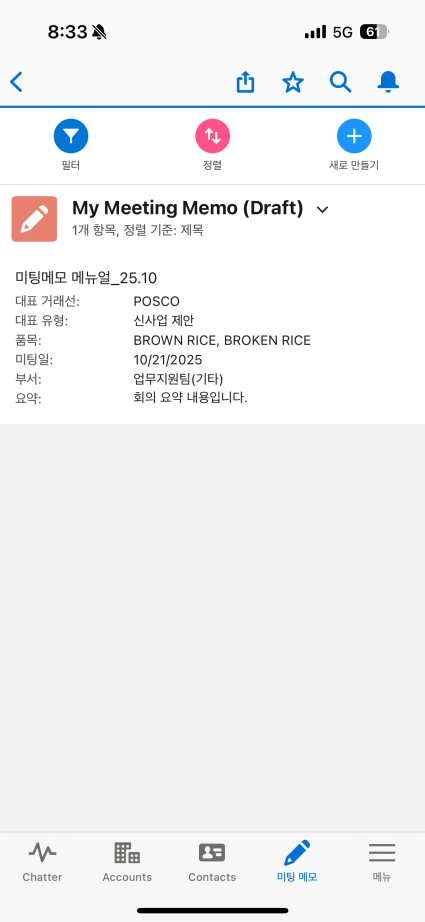 8:33
5G
61
필터
정렬
새로 만들기
My Meeting Memo (Draft)
1개 항목, 정렬 기준: 제목
미팅메모 메뉴얼_25.10
대표 거래선: POSCO
대표 유형: 신사업 제안
품목: BROWN RICE, BROKEN RICE
미팅일: 10/21/2025
부서: 업무지원팀(기타)
요약: 회의 요약 내용입니다.
Chatter
Accounts
Contacts
미팅 메모
메뉴